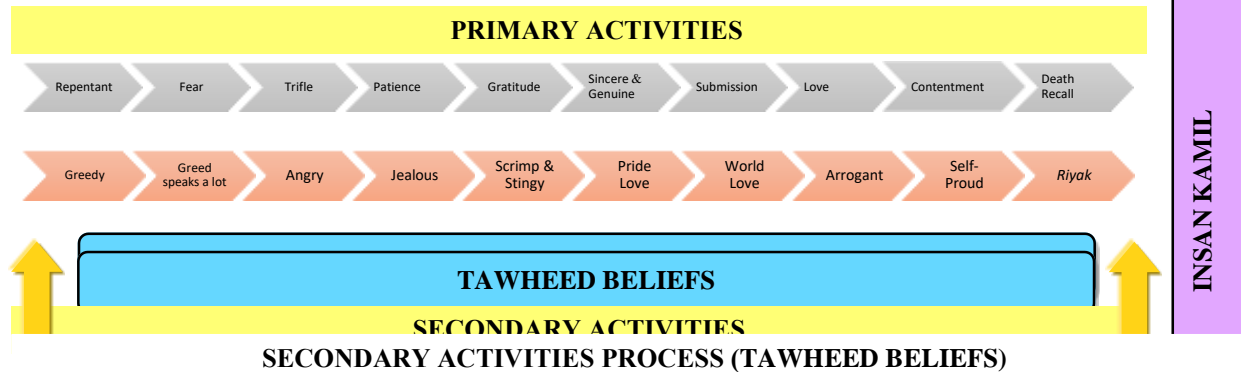 PRIMARY ACTIVITIES
Repentant
Fear
Trifle
Patience
Gratitude
Sincere &
Genuine
Submission
Love
Contentment
Death
Recall
Greedy
Greed
speaks a lot
Angry
Jealous
Scrimp &
Stingy
Pride
Love
World
Love
Arrogant
Self-
Proud
Riyak
TAWHEED BELIEFS
SECONDARY ACTIVITIES
SECONDARY ACTIVITIES PROCESS (TAWHEED BELIEFS)
INSAN KAMIL